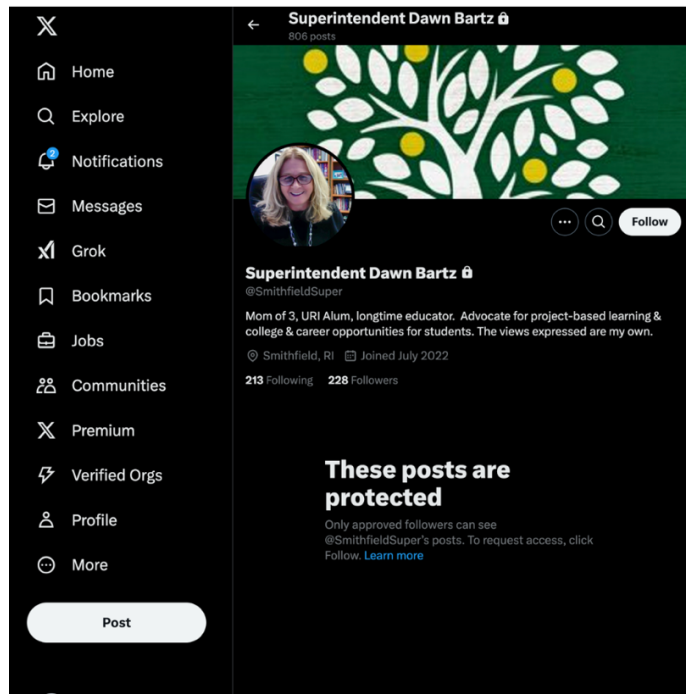 Superintendent Dawn Bartz
806 posts
Home
Explore
2
Notifications
Messages
Grok
Bookmarks
Jobs
Communities
Premium
Verified Orgs
Profile
More
Post
Follow
Superintendent Dawn Bartz
@SmithfieldSuper
Mom of 3, URI Alum, longtime educator. Advocate for project-based learning &
college & career opportunities for students. The views expressed are my own.
Smithfield, RI Joined July 2022
213 Following 228 Followers
These posts are
protected
Only approved followers can see
@SmithfieldSuper's posts. To request access, click
Follow. Learn more